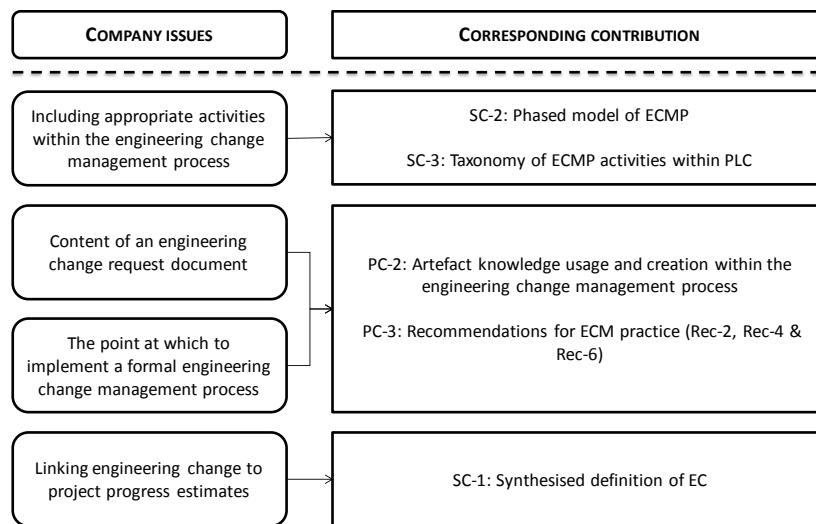 COMPANY ISSUES
CORRESPONDING CONTRIBUTION
Including appropriate activities
within the engineering change
management process
SC-2: Phased model of ECMP
SC-3: Taxonomy of ECMP activities within PLC
Content of an engineering
change request document
The point at which to
implement a formal engineering
change management process
PC-2: Artefact knowledge usage and creation within the
engineering change management process
PC-3: Recommendations for ECM practice (Rec-2, Rec-4 &
Rec-6)
Linking engineering change to
project progress estimates
SC-1: Synthesised definition of EC